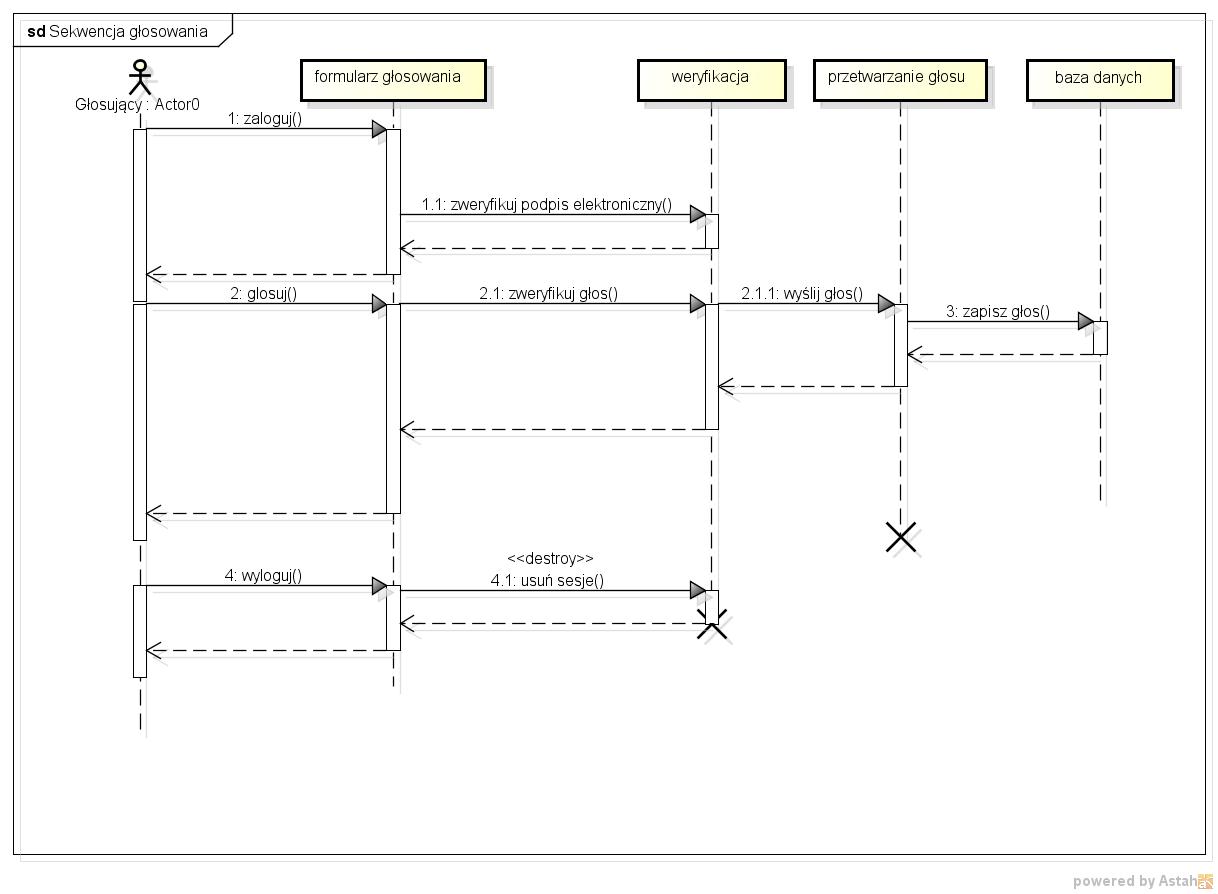 sd Sekwencja głosowania
formularz głosowania
weryfikacja
przetwarzanie głosu
baza danych
Głosujący : Actor0
1: zaloguj()
1.1: zweryfikuj podpis elektroniczny()
2: glosuj()
2.1: zweryfikuj głos()
2.1.1: wyślij głos()
3: zapisz głos()
<<destroy>>
4: wyloguj()
4.1: usuń sesje()
powered by Astah